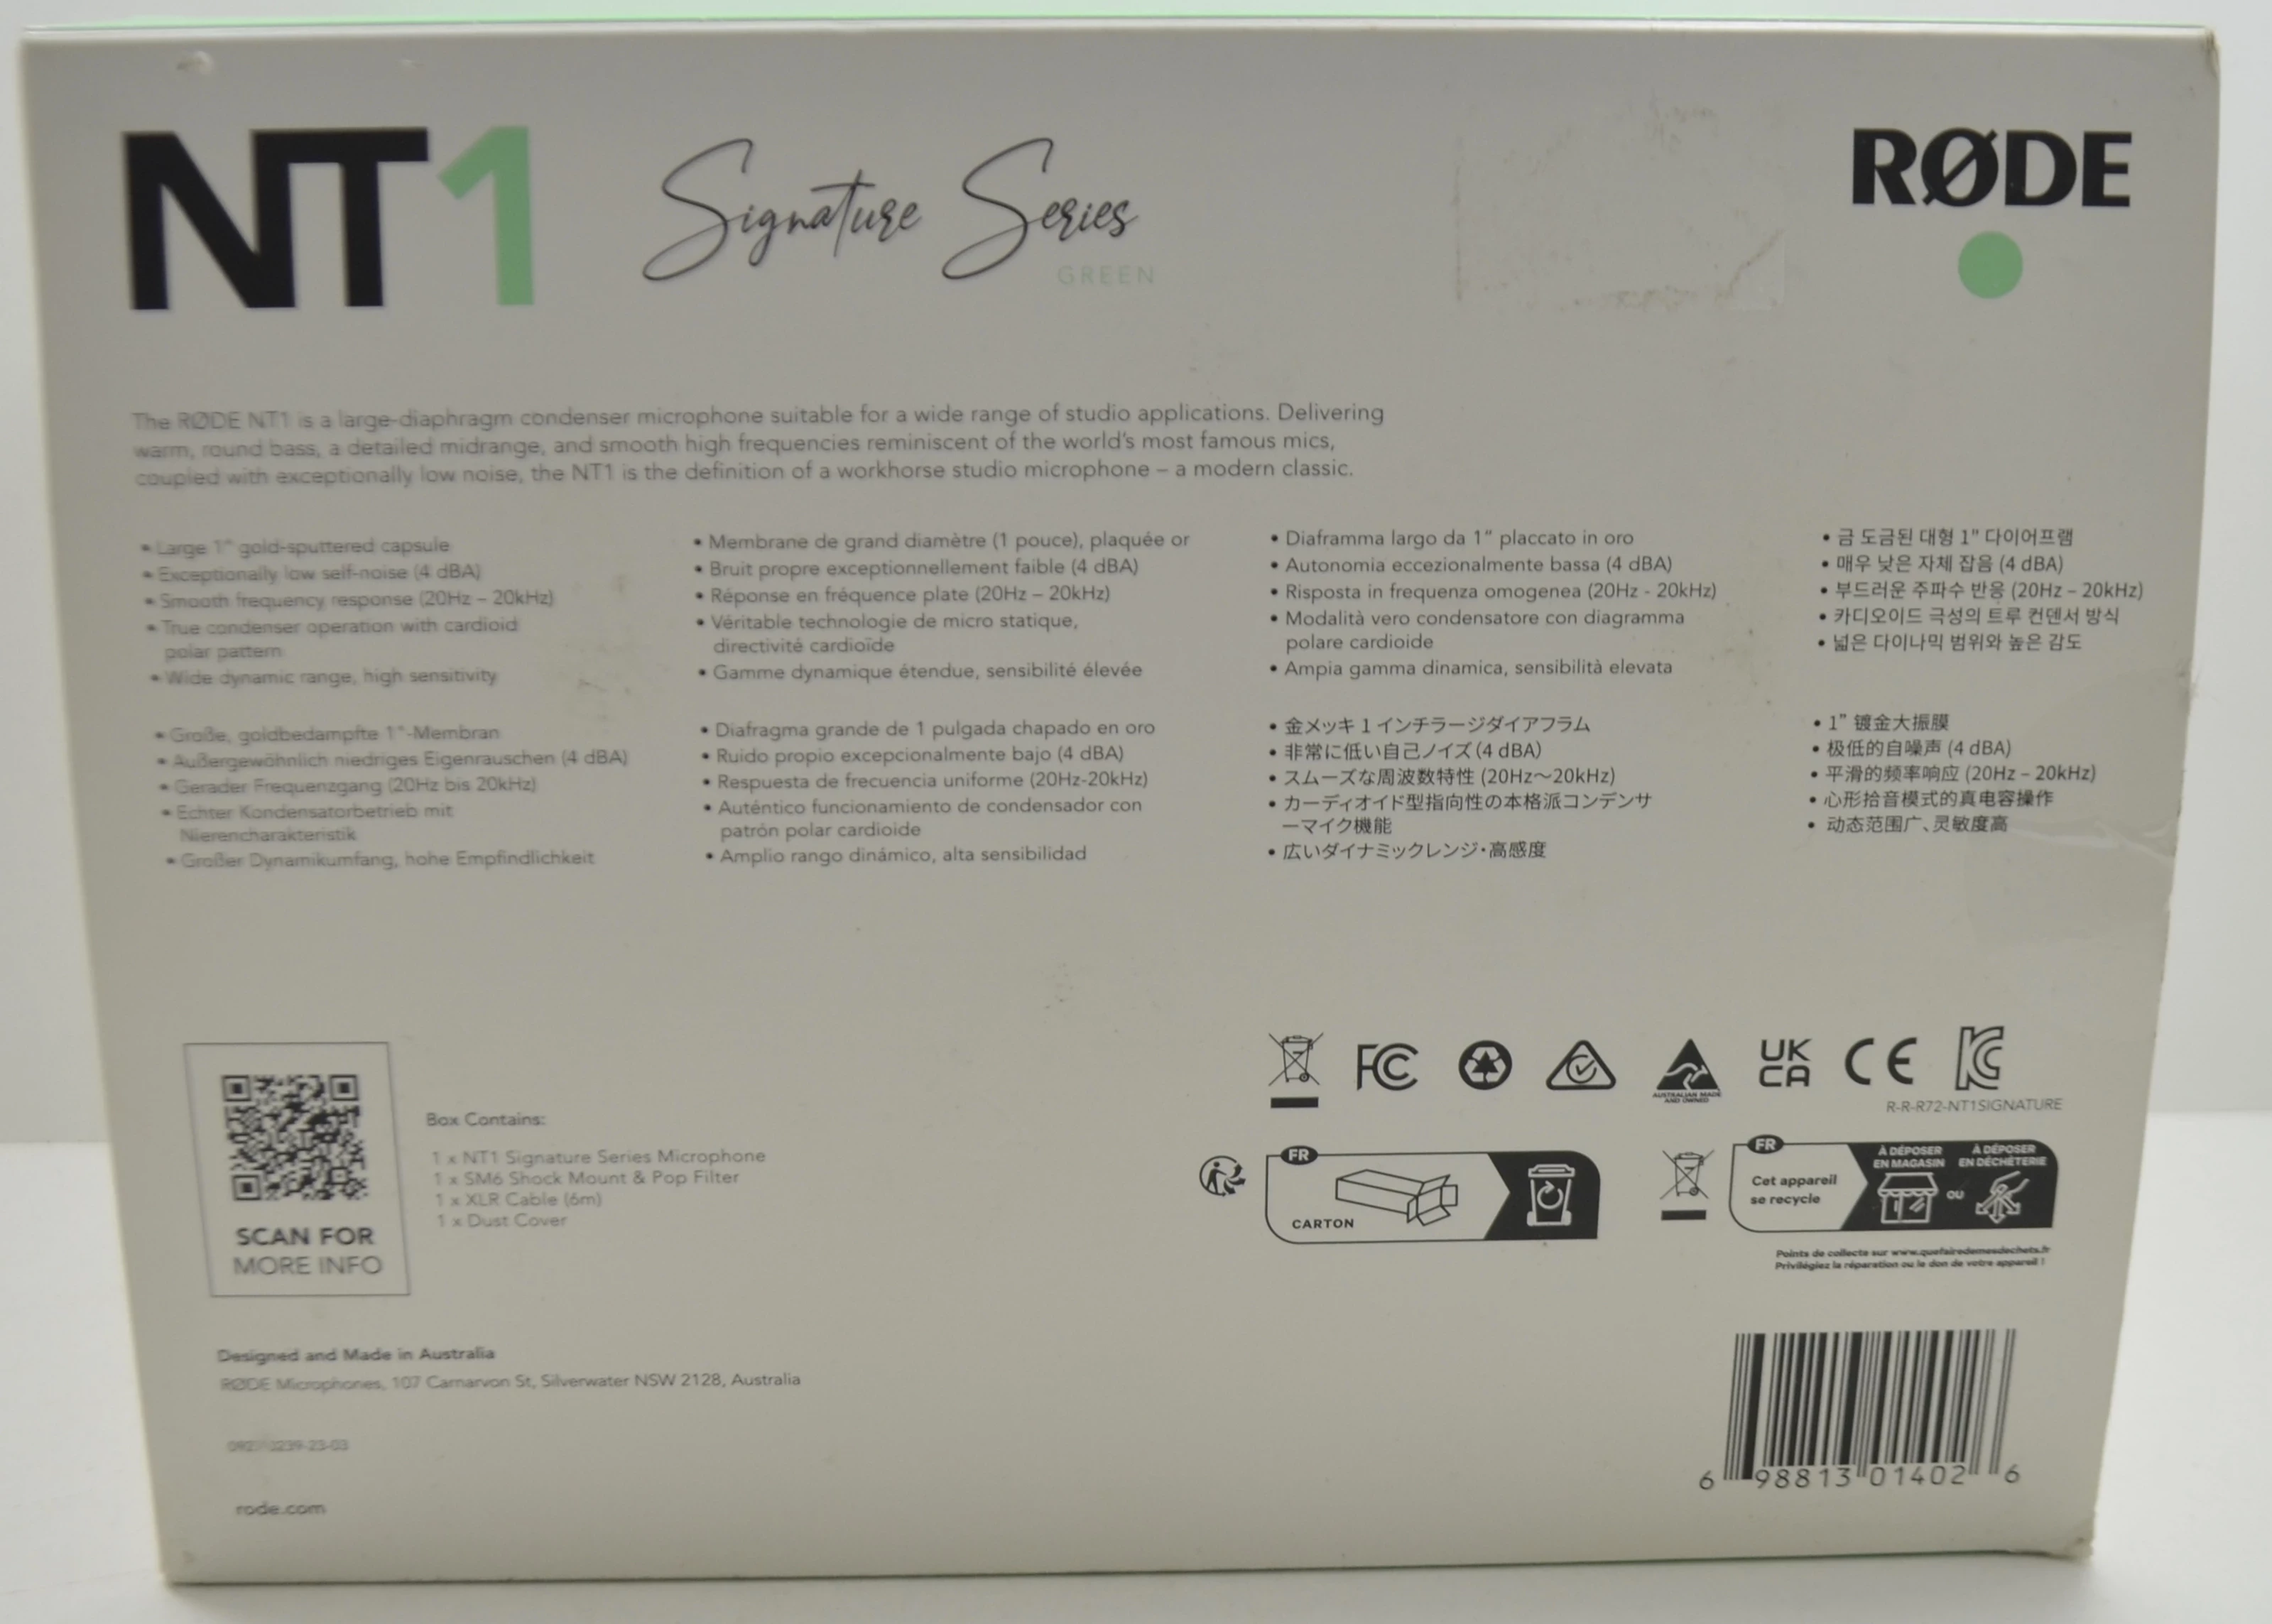 NT1
Signature Series
GREEN
RØDE
The RØDE NT1 is a large-diaphragm condenser microphone suitable for a wide range of studio applications. Delivering
warm, round bass, a detailed midrange, and smooth high frequencies reminiscent of the world's most famous mics,
coupled with exceptionally low noise, the NT1 is the definition of a workhorse studio microphone – a modern classic.
• Large 1" gold-sputtered capsule
• Exceptionally low self-noise (4 dBA)
• Smooth frequency response (20Hz – 20kHz)
• True condenser operation with cardioid
polar pattern
• Wide dynamic range, high sensitivity
• Membrane de grand diamètre (1 pouce), plaquée or
• Bruit propre exceptionnellement faible (4 dBA)
• Réponse en fréquence plate (20Hz – 20kHz)
• Véritable technologie de micro statique,
directivité cardioïde
• Gamme dynamique étendue, sensibilité élevée
• Diaframma largo da 1" placcato in oro
• Autonomia eccezionalmente bassa (4 dBA)
• Risposta in frequenza omogenea (20Hz - 20kHz)
• Modalità vero condensatore con diagramma
polare cardioide
• Ampia gamma dinamica, sensibilità elevata
• 금 도금된 대형 1" 다이어프램
• 매우 낮은 자체 잡음 (4 dBA)
• 부드러운 주파수 반응 (20Hz – 20kHz)
• 카디오이드 극성의 트루 컨덴서 방식
• 넓은 다이나믹 범위와 높은 감도
• Große, goldbedampfte 1"-Membran
• Außergewöhnlich niedriges Eigenrauschen (4 dBA)
• Gerader Frequenzgang (20Hz bis 20kHz)
• Echter Kondensatorbetrieb mit
Nierencharakteristik
• Großer Dynamikumfang, hohe Empfindlichkeit
• Diafragma grande de 1 pulgada chapado en oro
• Ruido propio excepcionalmente bajo (4 dBA)
• Respuesta de frecuencia uniforme (20Hz-20kHz)
• Auténtico funcionamiento de condensador con
patrón polar cardioide
• Amplio rango dinámico, alta sensibilidad
• 金メッキ 1 インチラージダイアフラム
• 非常に低い自己ノイズ (4 dBA)
• スムーズな周波数特性 (20Hz〜20kHz)
• カーディオイド型指向性の本格派コンデンサ
ーマイク機能
• 広いダイナミックレンジ・高感度
• 1" 镀金大振膜
• 极低的自噪声 (4 dBA)
• 平滑的频率响应 (20Hz – 20kHz)
• 心形拾音模式的真电容操作
• 动态范围广、灵敏度高
SCAN FOR
MORE INFO
Box Contains:
1 x NT1 Signature Series Microphone
1 x SM6 Shock Mount & Pop Filter
1 x XLR Cable (6m)
1 x Dust Cover
FC
AUSTRALIAN MADE
AND OWNED
UK
CA
CE
KC
R-R-R72-NT1SIGNATURE
FR
CARTON
FR
Cet appareil
se recycle
À DÉPOSER
EN MAGASIN
OU
À DÉPOSER
EN DÉCHÈTERIE
Points de collecte sur www.quefairedemesdechets.fr
Privilégiez la réparation ou le don de votre appareil !
Designed and Made in Australia
RØDE Microphones, 107 Carnarvon St, Silverwater NSW 2128, Australia
rode.com
6 98813 01402 6